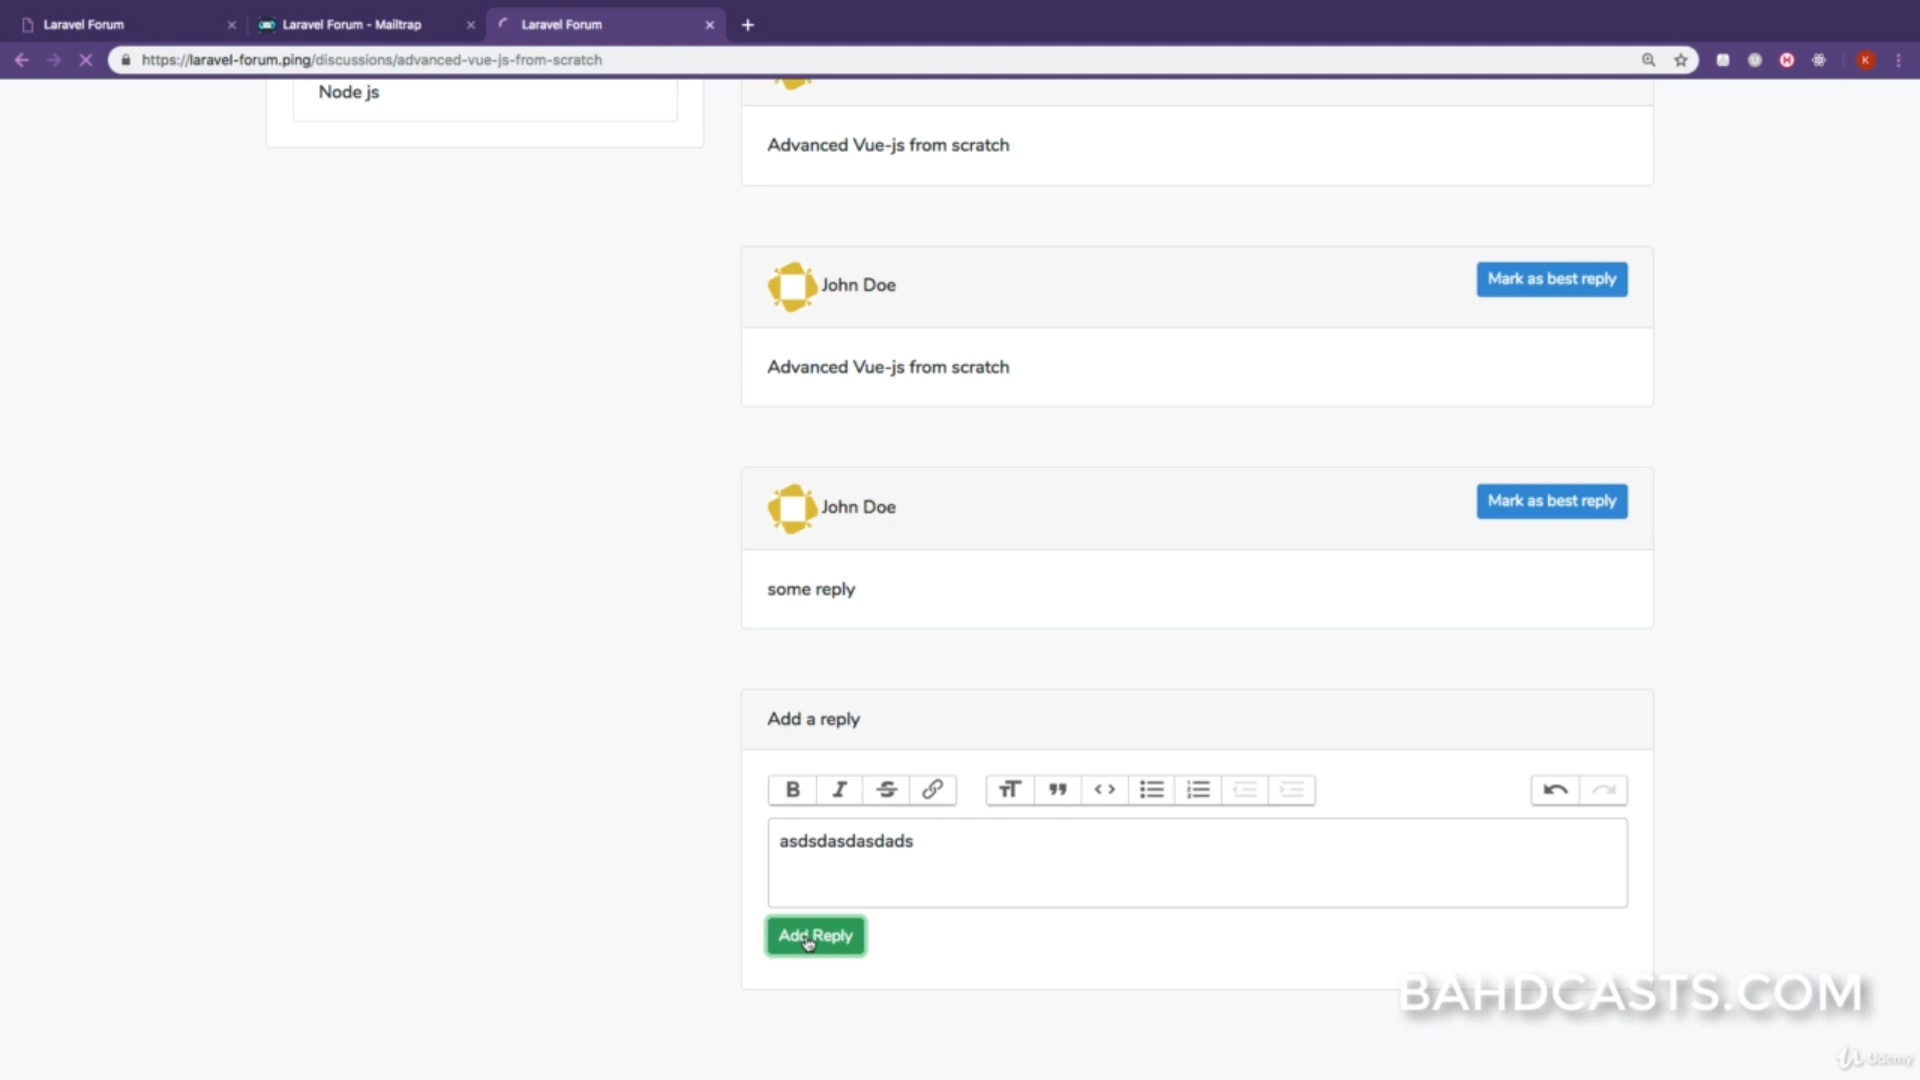 Laravel Forum
Laravel Forum - Mailtrap
Laravel Forum
https://laravel-forum.ping/discussions/advanced-vue-js-from-scratch
K
Node js
Advanced Vue-js from scratch
John Doe
Mark as best reply
Advanced Vue-js from scratch
John Doe
Mark as best reply
some reply
Add a reply
asdsdasdasdads
Add Reply
BAHDCASTS.COM
Udemy